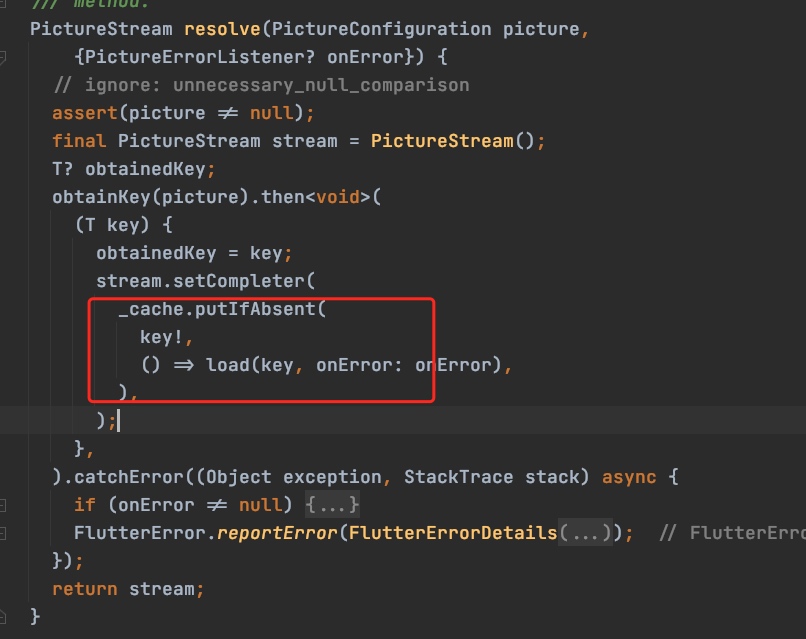 /// method.
PictureStream resolve(PictureConfiguration picture,
    {PictureErrorListener? onError}) {
  // ignore: unnecessary_null_comparison
  assert(picture != null);
  final PictureStream stream = PictureStream();
  T? obtainedKey;
  obtainKey(picture).then<void>(
    (T key) {
      obtainedKey = key;
      stream.setCompleter(
        _cache.putIfAbsent(
          key!,
          () => load(key, onError: onError),
        ),
      );
    },
  ).catchError((Object exception, StackTrace stack) async {
    if (onError != null) {...}
    FlutterError.reportError(FlutterErrorDetails(...));  // FlutterErro
  });
  return stream;
}